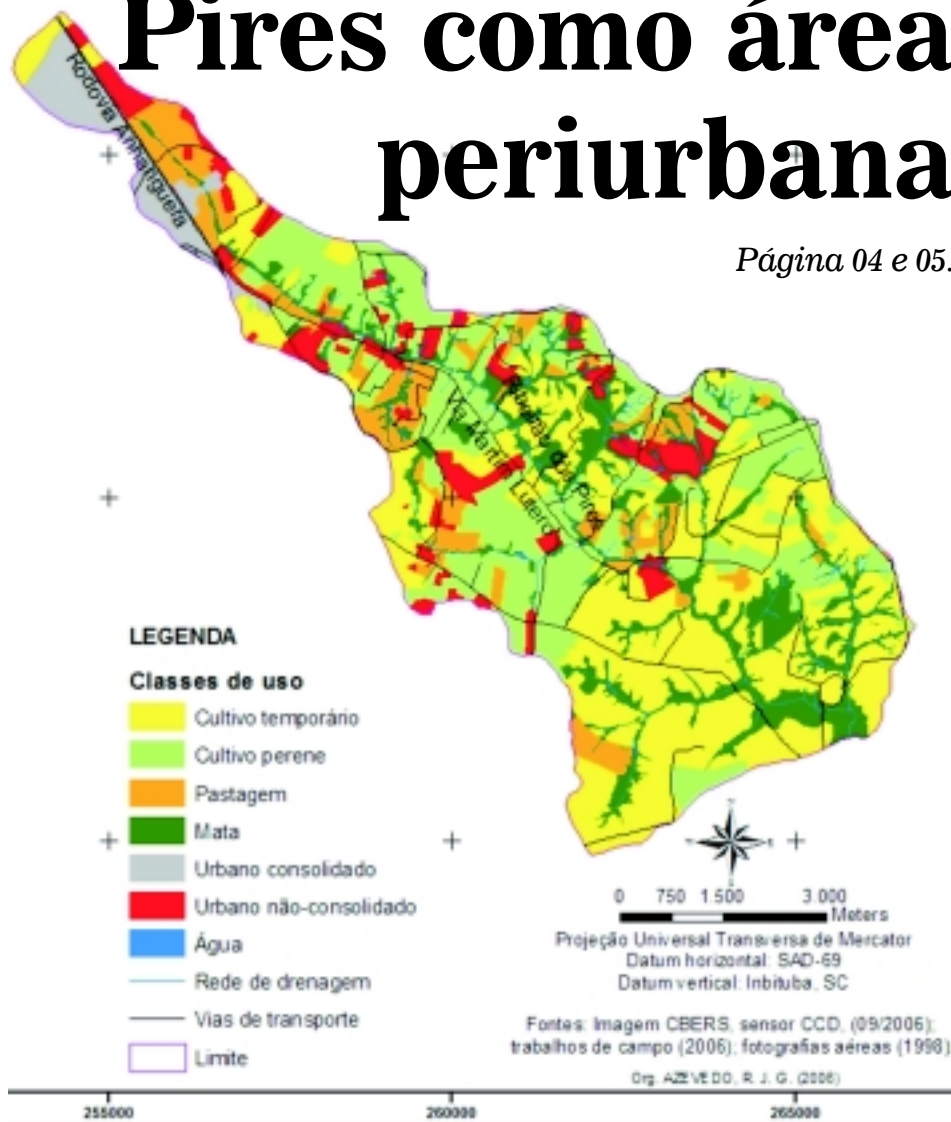 Pires como área
periurbana
Página 04 e 05.
Rodovia Anhanguera
Via Martin Lutero
Ribeirão dos Pires
LEGENDA
Classes de uso
Cultivo temporário
Cultivo perene
Pastagem
Mata
Urbano consolidado
Urbano não-consolidado
Água
Rede de drenagem
Vias de transporte
Limite
0 750 1.500 3.000
Meters
Projeção Universal Transversa de Mercator
Datum horizontal: SAD-69
Datum vertical: Inbituba, SC
Fontes: Imagem CBERS, sensor CCD, (09/2006);
trabalhos de campo (2006); fotografias aéreas (1998)
Org. AZEVEDO, R. J. G. (2006)
255000 260000 265000